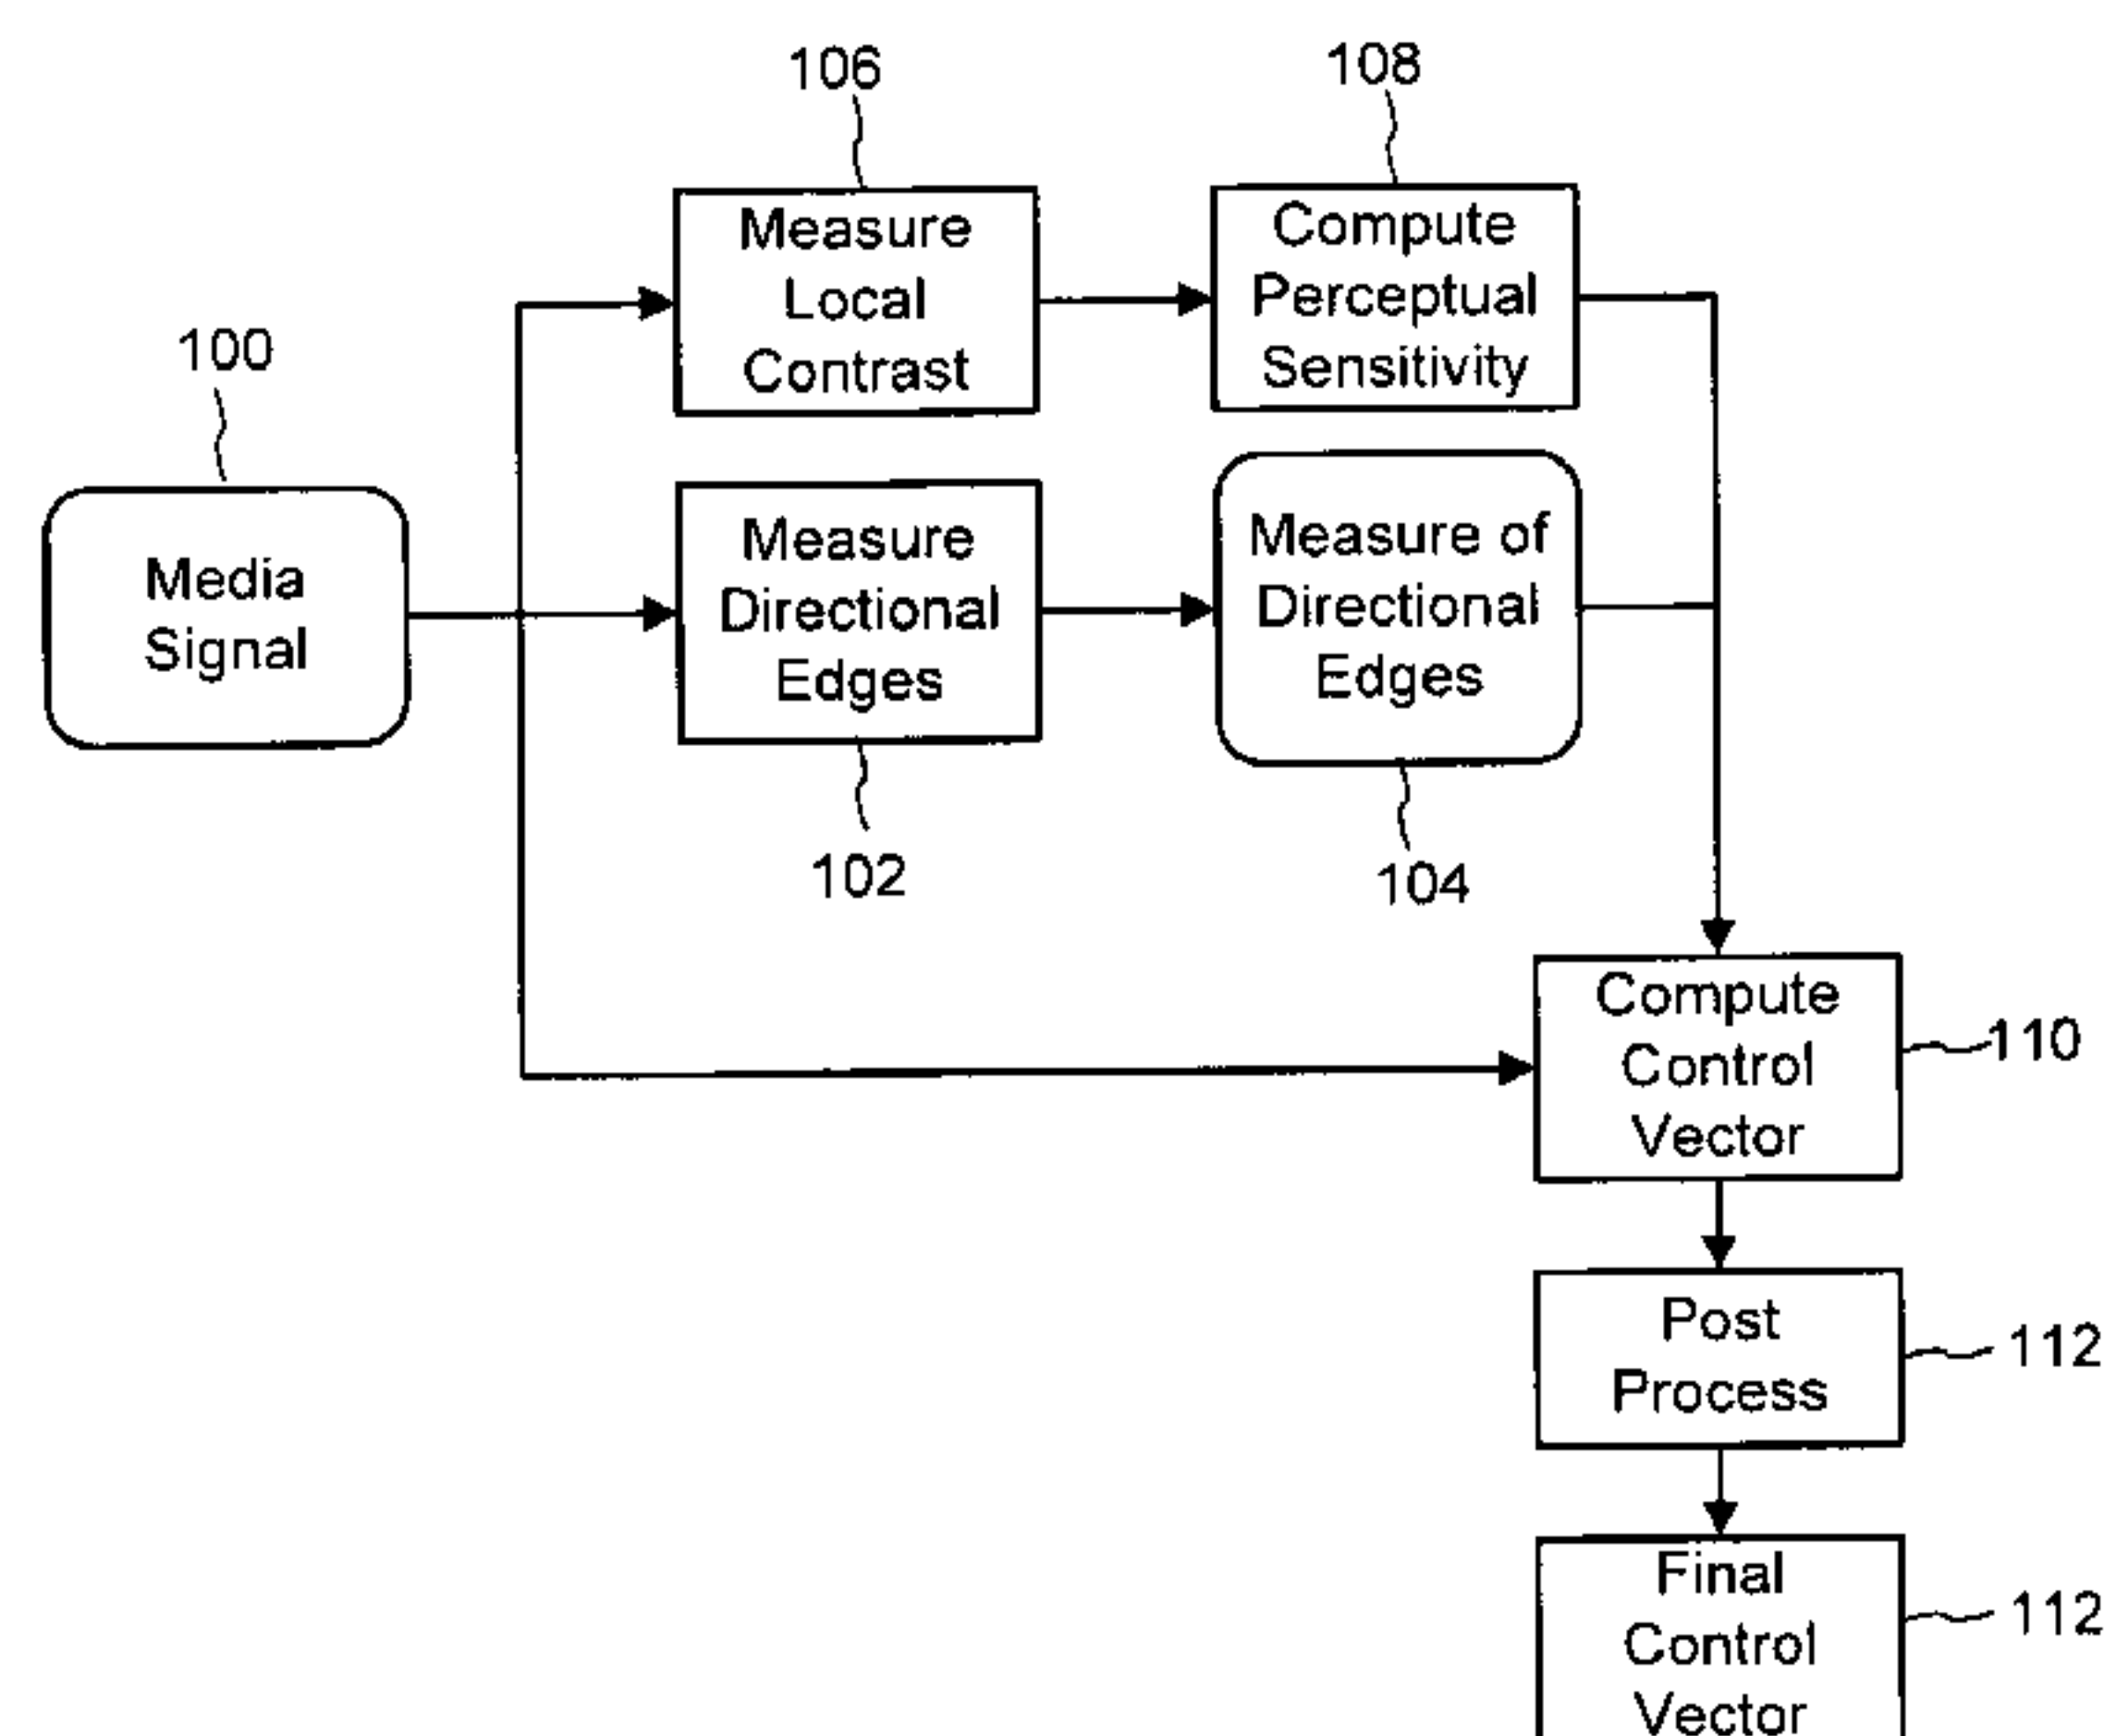 106
108
Measure
Local
Contrast
Compute
Perceptual
Sensitivity
100
Media
Signal
Measure
Directional
Edges
Measure of
Directional
Edges
102
104
Compute
Control
Vector
110
Post
Process
112
Final
Control
Vector
112